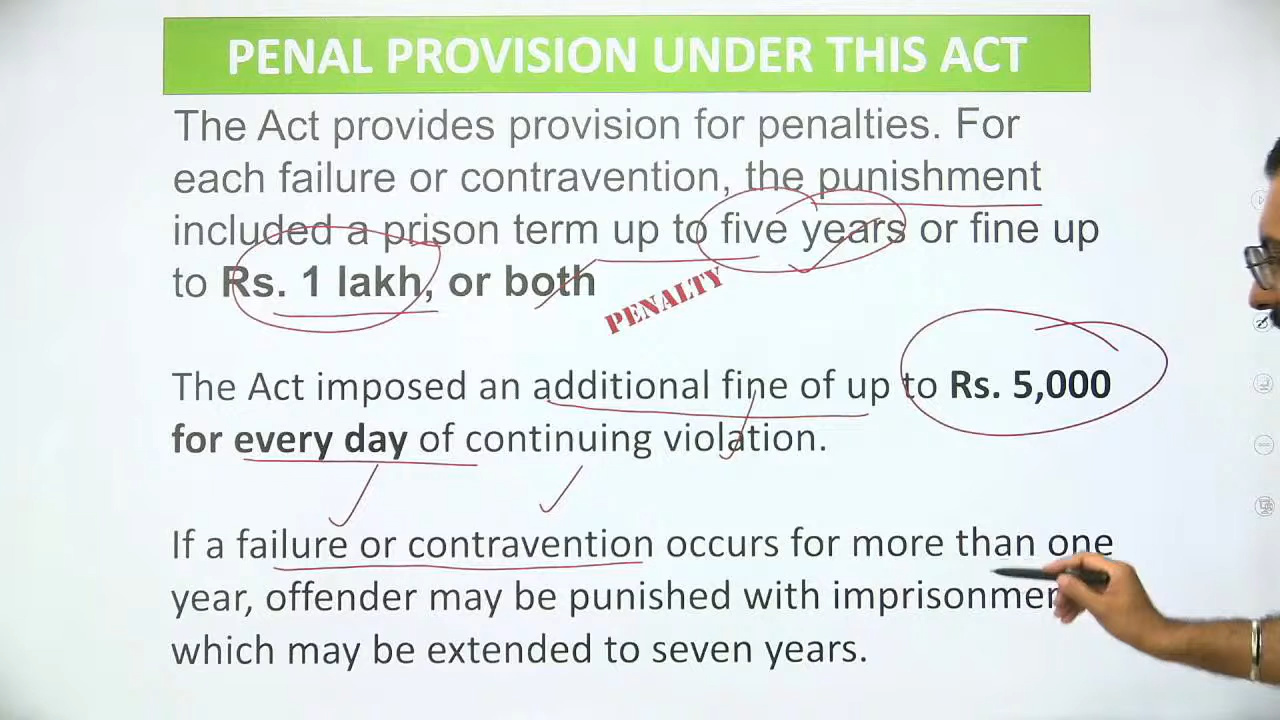 PENAL PROVISION UNDER THIS ACT
The Act provides provision for penalties. For
each failure or contravention, the punishment
included a prison term up to five years or fine up
to Rs. 1 lakh, or both
PENALTY
The Act imposed an additional fine of up to Rs. 5,000
for every day of continuing violation.
If a failure or contravention occurs for more than one
year, offender may be punished with imprisonmen
which may be extended to seven years.